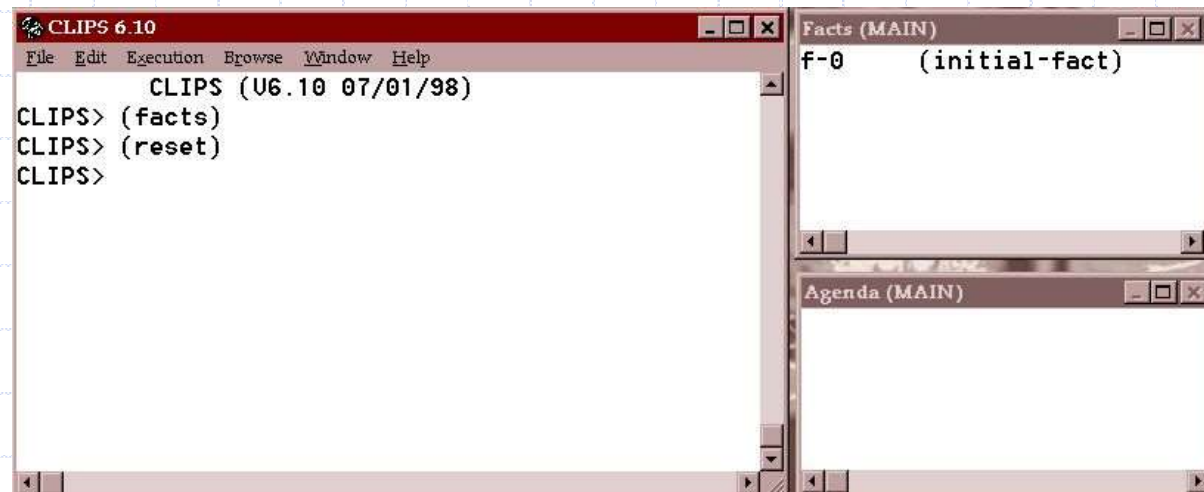 CLIPS 6.10
File Edit Execution Browse Window Help
CLIPS (V6.10 07/01/98)
CLIPS> (facts)
CLIPS> (reset)
CLIPS>
Facts (MAIN)
f-0 (initial-fact)
Agenda (MAIN)